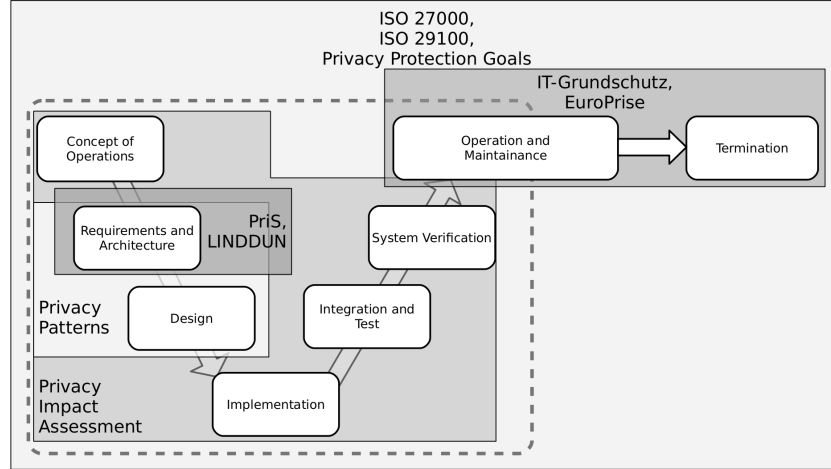 ISO 27000,
ISO 29100,
Privacy Protection Goals
IT-Grundschutz,
EuroPrise
Concept of
Operations
Operation and
Maintainance
Termination
Requirements and
Architecture
PriS,
LINDDUN
System Verification
Privacy
Patterns
Design
Integration and
Test
Privacy
Impact
Assessment
Implementation